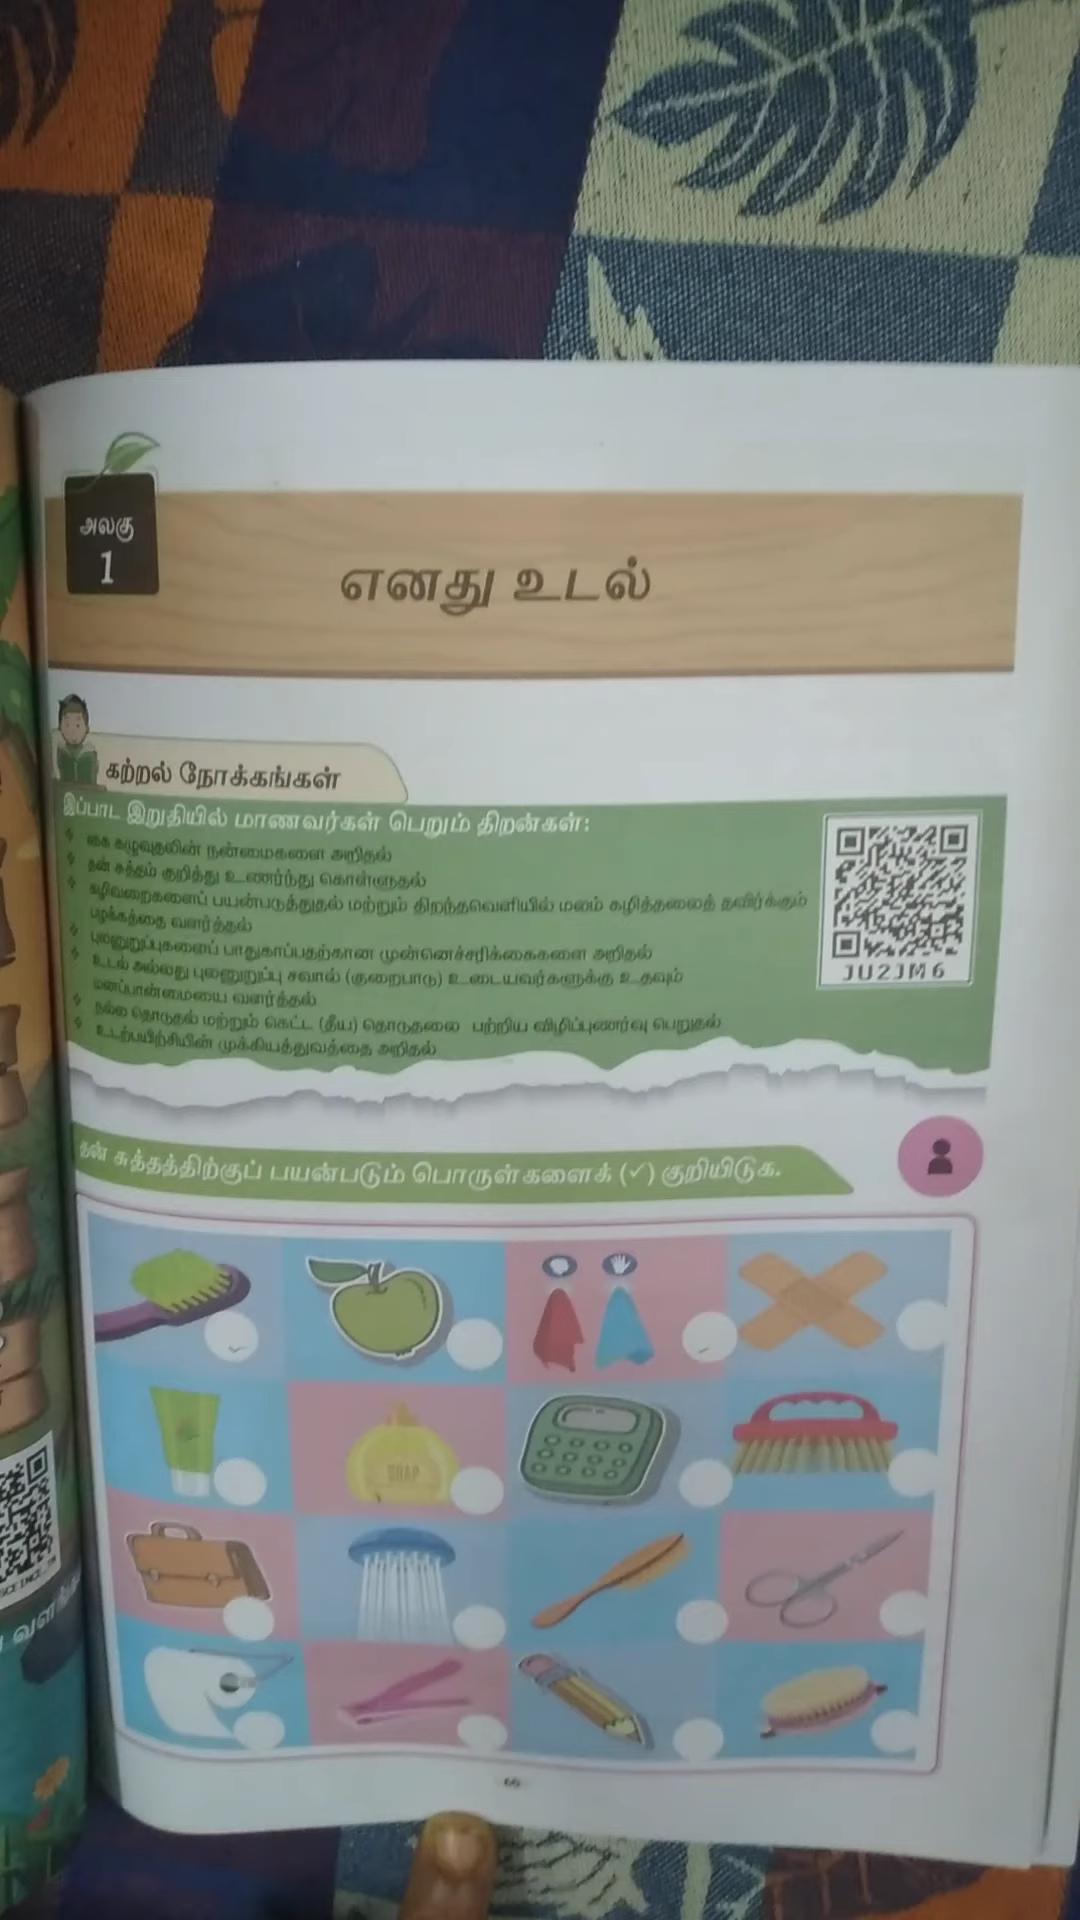 அலகு
1
எனது உடல்
கற்றல் நோக்கங்கள்
இப்பாட இறுதியில் மாணவர்கள் பெறும் திறன்கள்:
கை கழுவுதலின் நன்மைகளை அறிதல்
தன் சுத்தம் குறித்து உணர்ந்து கொள்ளுதல்
கழிவறைகளைப் பயன்படுத்துதல் மற்றும் திறந்தவெளியில் மலம் கழித்தலைத் தவிர்க்கும்
பழக்கத்தை வளர்த்தல்
புலனுறுப்புகளைப் பாதுகாப்பதற்கான முன்னெச்சரிக்கைகளை அறிதல்
உடல் அல்லது புலனுறுப்பு சவால் (குறைபாடு) உடையவர்களுக்கு உதவும்
மனப்பான்மையை வளர்த்தல்
நல்ல தொடுதல் மற்றும் கெட்ட (தீய) தொடுதலை பற்றிய விழிப்புணர்வு பெறுதல்
உடற்பயிற்சியின் முக்கியத்துவத்தை அறிதல்
JU2JM6
தன் சுத்தத்திற்குப் பயன்படும் பொருள்களைக் (✓) குறியிடுக.
SOAP
66